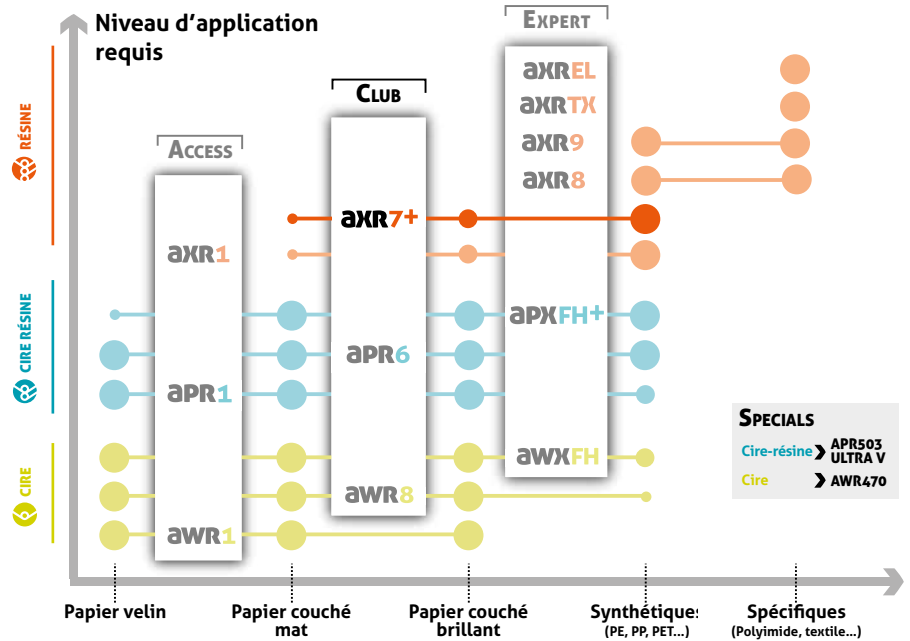 Niveau d'application
requis
EXPERT
CLUB
ACCESS
RÉSINE
CIRE RÉSINE
CIRE
aXREL
aXRTX
aXR9
aXR8
aXR7+
aXR1
aPXFH+
aPR6
aPR1
aWXFH
aWR8
aWR1
SPECIALS
Cire-résine APR503
ULTRA V
Cire AWR470
Papier velin
Papier couché
mat
Papier couché
brillant
Synthétiques
(PE, PP, PET...)
Spécifiques
(Polyimide, textile...)